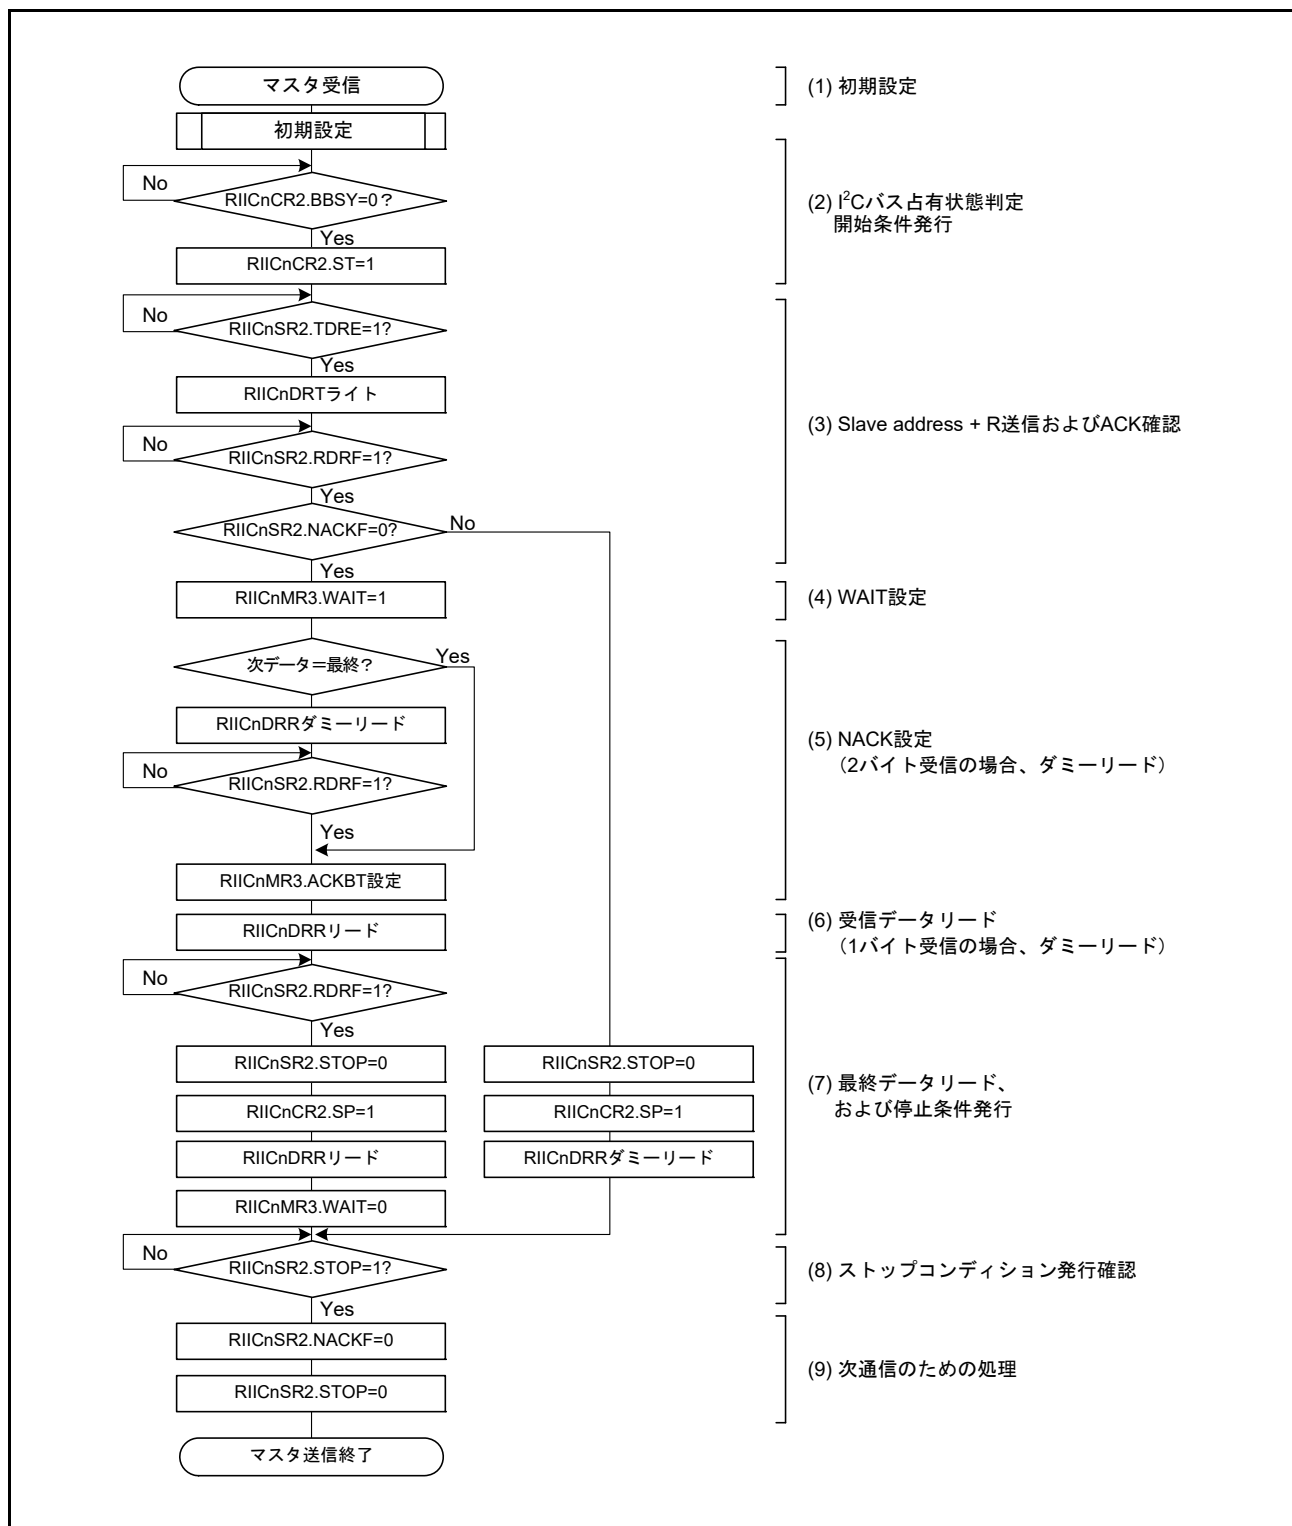 マスタ受信
(1) 初期設定
初期設定
No
RIICnCR2.BBSY=0？
(2) I²Cバス占有状態判定
開始条件発行
Yes
RIICnCR2.ST=1
No
RIICnSR2.TDRE=1?
Yes
RIICnDRTライト
(3) Slave address + R送信およびACK確認
No
RIICnSR2.RDRF=1?
Yes
RIICnSR2.NACKF=0?
No
Yes
RIICnMR3.WAIT=1
(4) WAIT設定
次データ＝最終？
Yes
RIICnDRRダミーリード
(5) NACK設定
（2バイト受信の場合、ダミーリード）
No
RIICnSR2.RDRF=1?
Yes
RIICnMR3.ACKBT設定
RIICnDRRリード
(6) 受信データリード
（1バイト受信の場合、ダミーリード）
No
RIICnSR2.RDRF=1?
Yes
RIICnSR2.STOP=0
RIICnSR2.STOP=0
(7) 最終データリード、
および停止条件発行
RIICnCR2.SP=1
RIICnCR2.SP=1
RIICnDRRリード
RIICnDRRダミーリード
RIICnMR3.WAIT=0
No
RIICnSR2.STOP=1?
(8) ストップコンディション発行確認
Yes
RIICnSR2.NACKF=0
(9) 次通信のための処理
RIICnSR2.STOP=0
マスタ送信終了